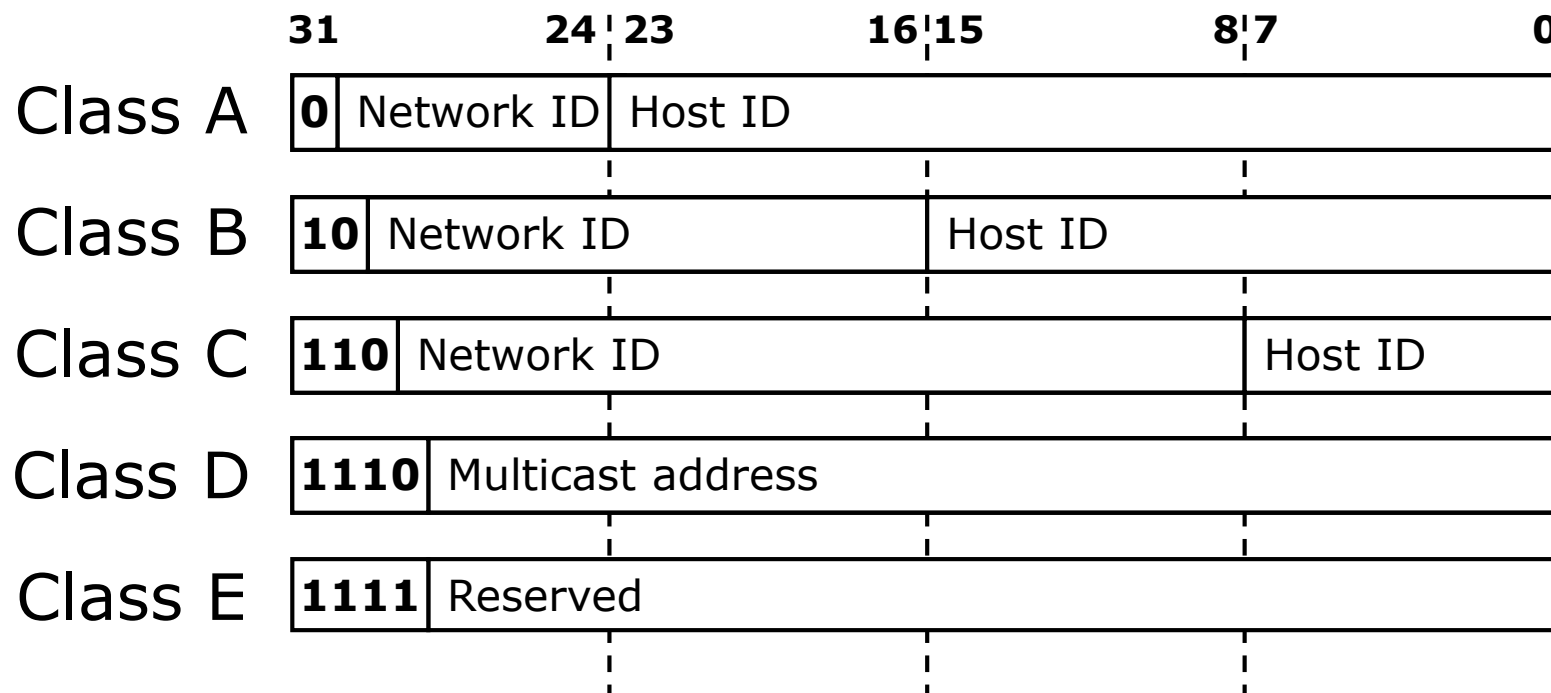 31 24 23 16 15 8 7 0
Class A 0 Network ID Host ID
Class B 10 Network ID Host ID
Class C 110 Network ID Host ID
Class D 1110 Multicast address
Class E 1111 Reserved